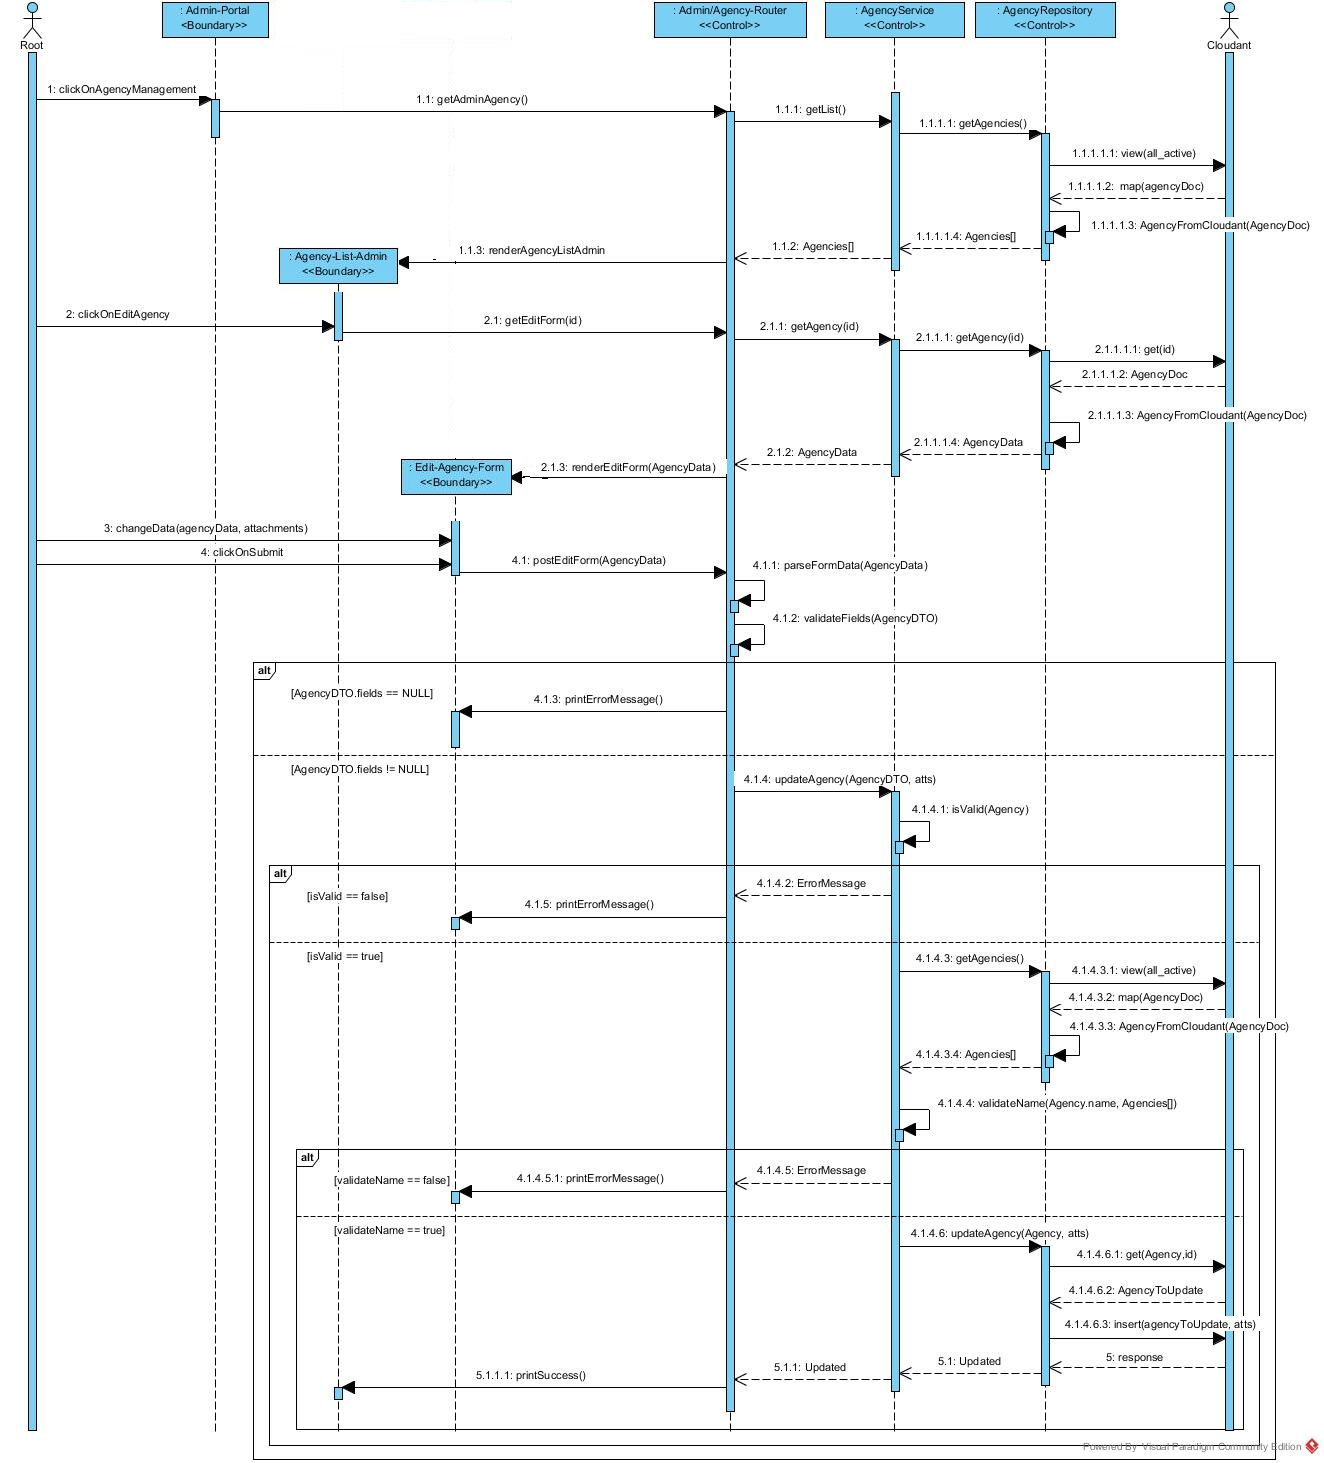 : Admin-Portal
<Boundary>>
: Admin/Agency-Router
<<Control>>
: AgencyService
<<Control>>
: AgencyRepository
<<Control>>
Root
Cloudant
1: clickOnAgencyManagement
1.1: getAdminAgency()
1.1.1: getList()
1.1.1.1: getAgencies()
1.1.1.1.1: view(all_active)
1.1.1.1.2:  map(agencyDoc)
1.1.1.1.3: AgencyFromCloudant(AgencyDoc)
1.1.1.1.4: Agencies[]
1.1.2: Agencies[]
1.1.3: renderAgencyListAdmin
: Agency-List-Admin
<<Boundary>>
2: clickOnEditAgency
2.1: getEditForm(id)
2.1.1: getAgency(id)
2.1.1.1: getAgency(id)
2.1.1.1.1: get(id)
2.1.1.1.2: AgencyDoc
2.1.1.1.3: AgencyFromCloudant(AgencyDoc)
2.1.1.1.4: AgencyData
2.1.2: AgencyData
2.1.3: renderEditForm(AgencyData)
: Edit-Agency-Form
<<Boundary>>
3: changeData(agencyData, attachments)
4: clickOnSubmit
4.1: postEditForm(AgencyData)
4.1.1: parseFormData(AgencyData)
4.1.2: validateFields(AgencyDTO)
alt
[AgencyDTO.fields == NULL]
4.1.3: printErrorMessage()
[AgencyDTO.fields != NULL]
4.1.4: updateAgency(AgencyDTO, atts)
4.1.4.1: isValid(Agency)
alt
4.1.4.2: ErrorMessage
[isValid == false]
4.1.5: printErrorMessage()
[isValid == true]
4.1.4.3: getAgencies()
4.1.4.3.1: view(all_active)
4.1.4.3.2: map(AgencyDoc)
4.1.4.3.3: AgencyFromCloudant(AgencyDoc)
4.1.4.3.4: Agencies[]
4.1.4.4: validateName(Agency.name, Agencies[])
alt
4.1.4.5: ErrorMessage
[validateName == false]
4.1.4.5.1: printErrorMessage()
[validateName == true]
4.1.4.6: updateAgency(Agency, atts)
4.1.4.6.1: get(Agency,id)
4.1.4.6.2: AgencyToUpdate
4.1.4.6.3: insert(agencyToUpdate, atts)
5: response
5.1: Updated
5.1.1: Updated
5.1.1.1: printSuccess()
Powered By  Visual Paradigm Community Edition